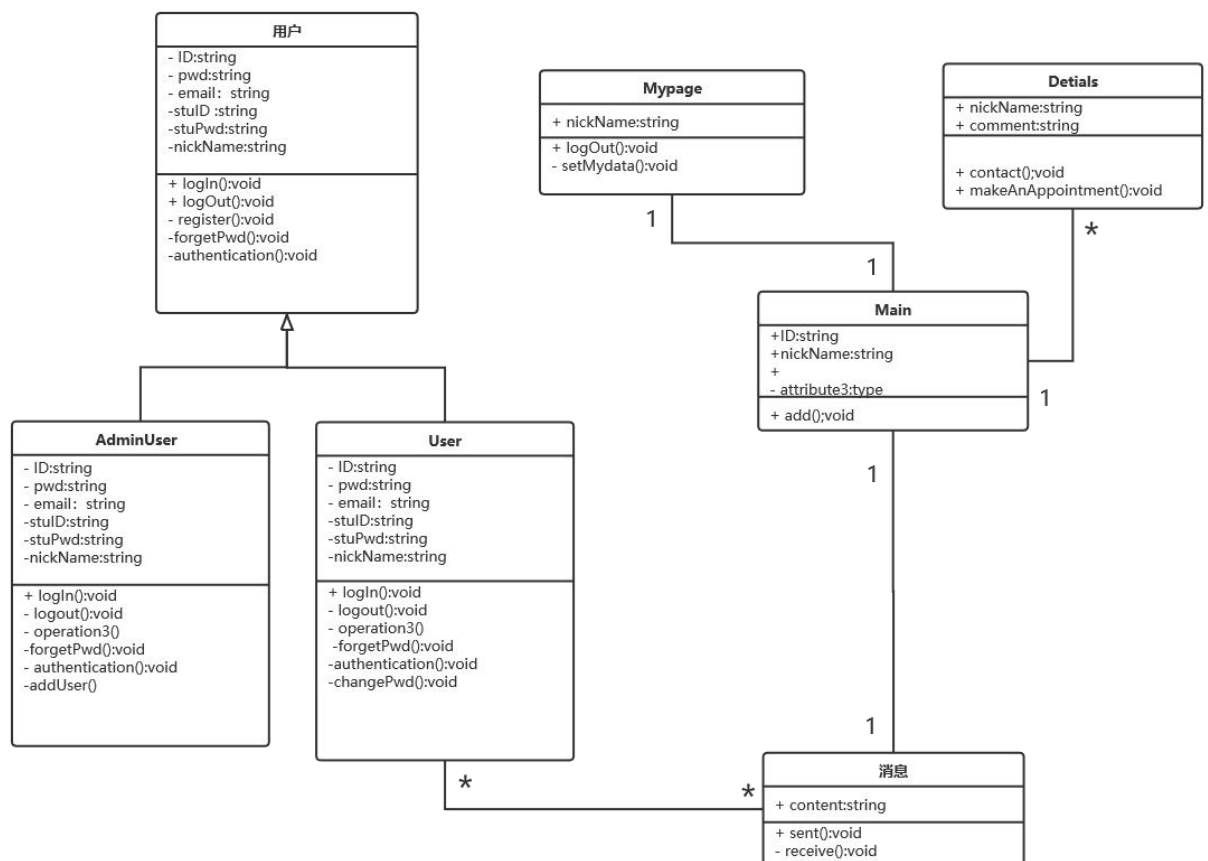 用户
- ID:string
- pwd:string
- email：string
-stuID :string
-stuPwd:string
-nickName:string
+ logIn():void
+ logOut():void
- register():void
-forgetPwd():void
-authentication():void
Mypage
+ nickName:string
+ logOut():void
- setMydata():void
Detials
+ nickName:string
+ comment:string
+ contact();void
+ makeAnAppointment():void
1
*
1
Main
+ID:string
+nickName:string
+
- attribute3:type
+ add();void
1
1
AdminUser
- ID:string
- pwd:string
- email：string
-stuID:string
-stuPwd:string
-nickName:string
+ logIn():void
- logout():void
- operation3()
-forgetPwd():void
- authentication():void
-addUser()
User
- ID:string
- pwd:string
- email：string
-stuID:string
-stuPwd:string
-nickName:string
+ logIn():void
- logout():void
- operation3()
-forgetPwd():void
-authentication():void
-changePwd():void
1
*
*
消息
+ content:string
+ sent():void
- receive():void